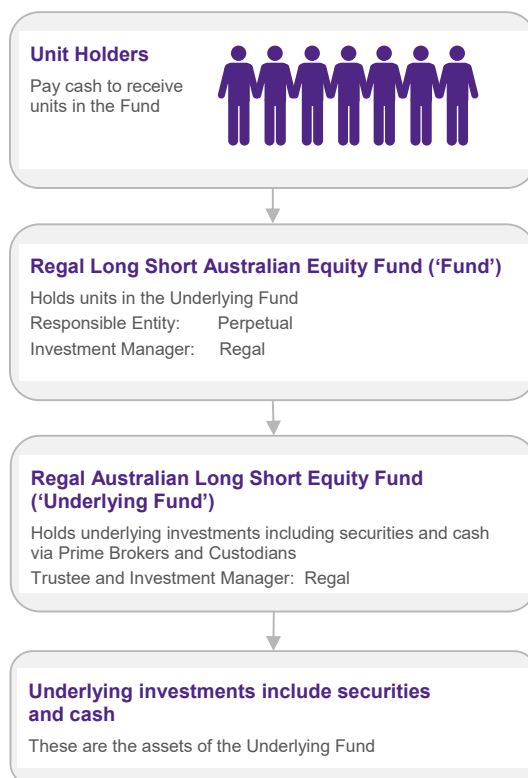 Unit Holders
Pay cash to receive
units in the Fund
Regal Long Short Australian Equity Fund (‘Fund’)
Holds units in the Underlying Fund
Responsible Entity: Perpetual
Investment Manager: Regal
Regal Australian Long Short Equity Fund
(‘Underlying Fund’)
Holds underlying investments including securities and cash
via Prime Brokers and Custodians
Trustee and Investment Manager: Regal
Underlying investments include securities
and cash
These are the assets of the Underlying Fund